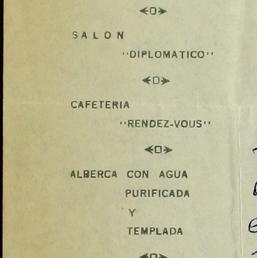 SALON
"DIPLOMATICO"
CAFETERIA
"RENDEZ-VOUS"
ALBERCA CON AGUA
PURIFICADA
Y
TEMPLADA